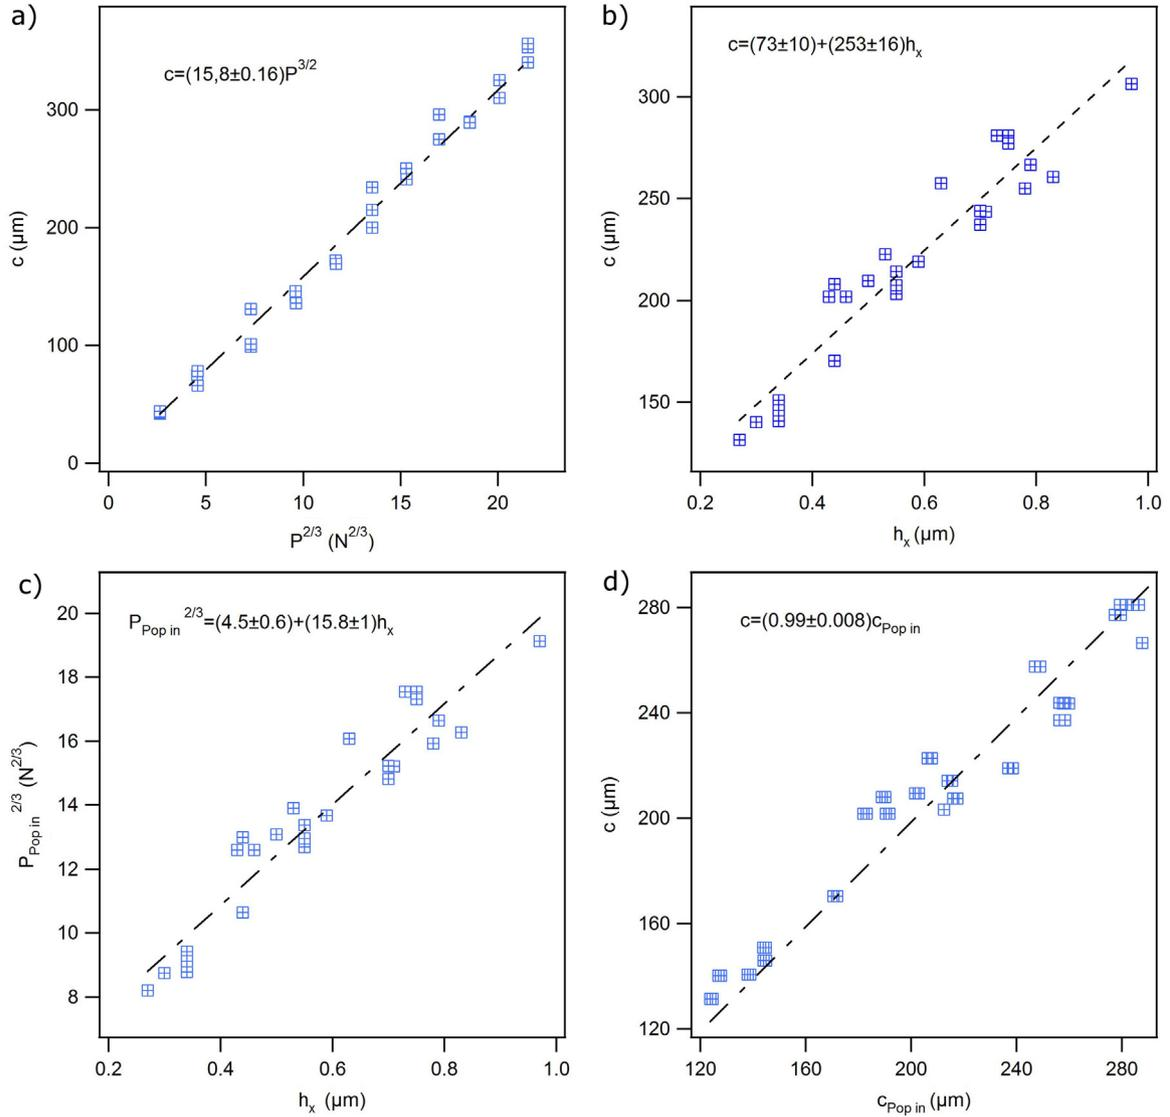 a)
c=(15,8±0.16)P^3/2
300
200
100
0
c (µm)
0 5 10 15 20
P^2/3 (N^2/3)
b)
c=(73±10)+(253±16)h_x
300
250
200
150
c (µm)
0.2 0.4 0.6 0.8 1.0
h_x (µm)
c)
P_Pop in^2/3=(4.5±0.6)+(15.8±1)h_x
20
18
16
14
12
10
8
P_Pop in^2/3 (N^2/3)
0.2 0.4 0.6 0.8 1.0
h_x (µm)
d)
c=(0.99±0.008)c_Pop in
280
240
200
160
120
c (µm)
120 160 200 240 280
c_Pop in (µm)